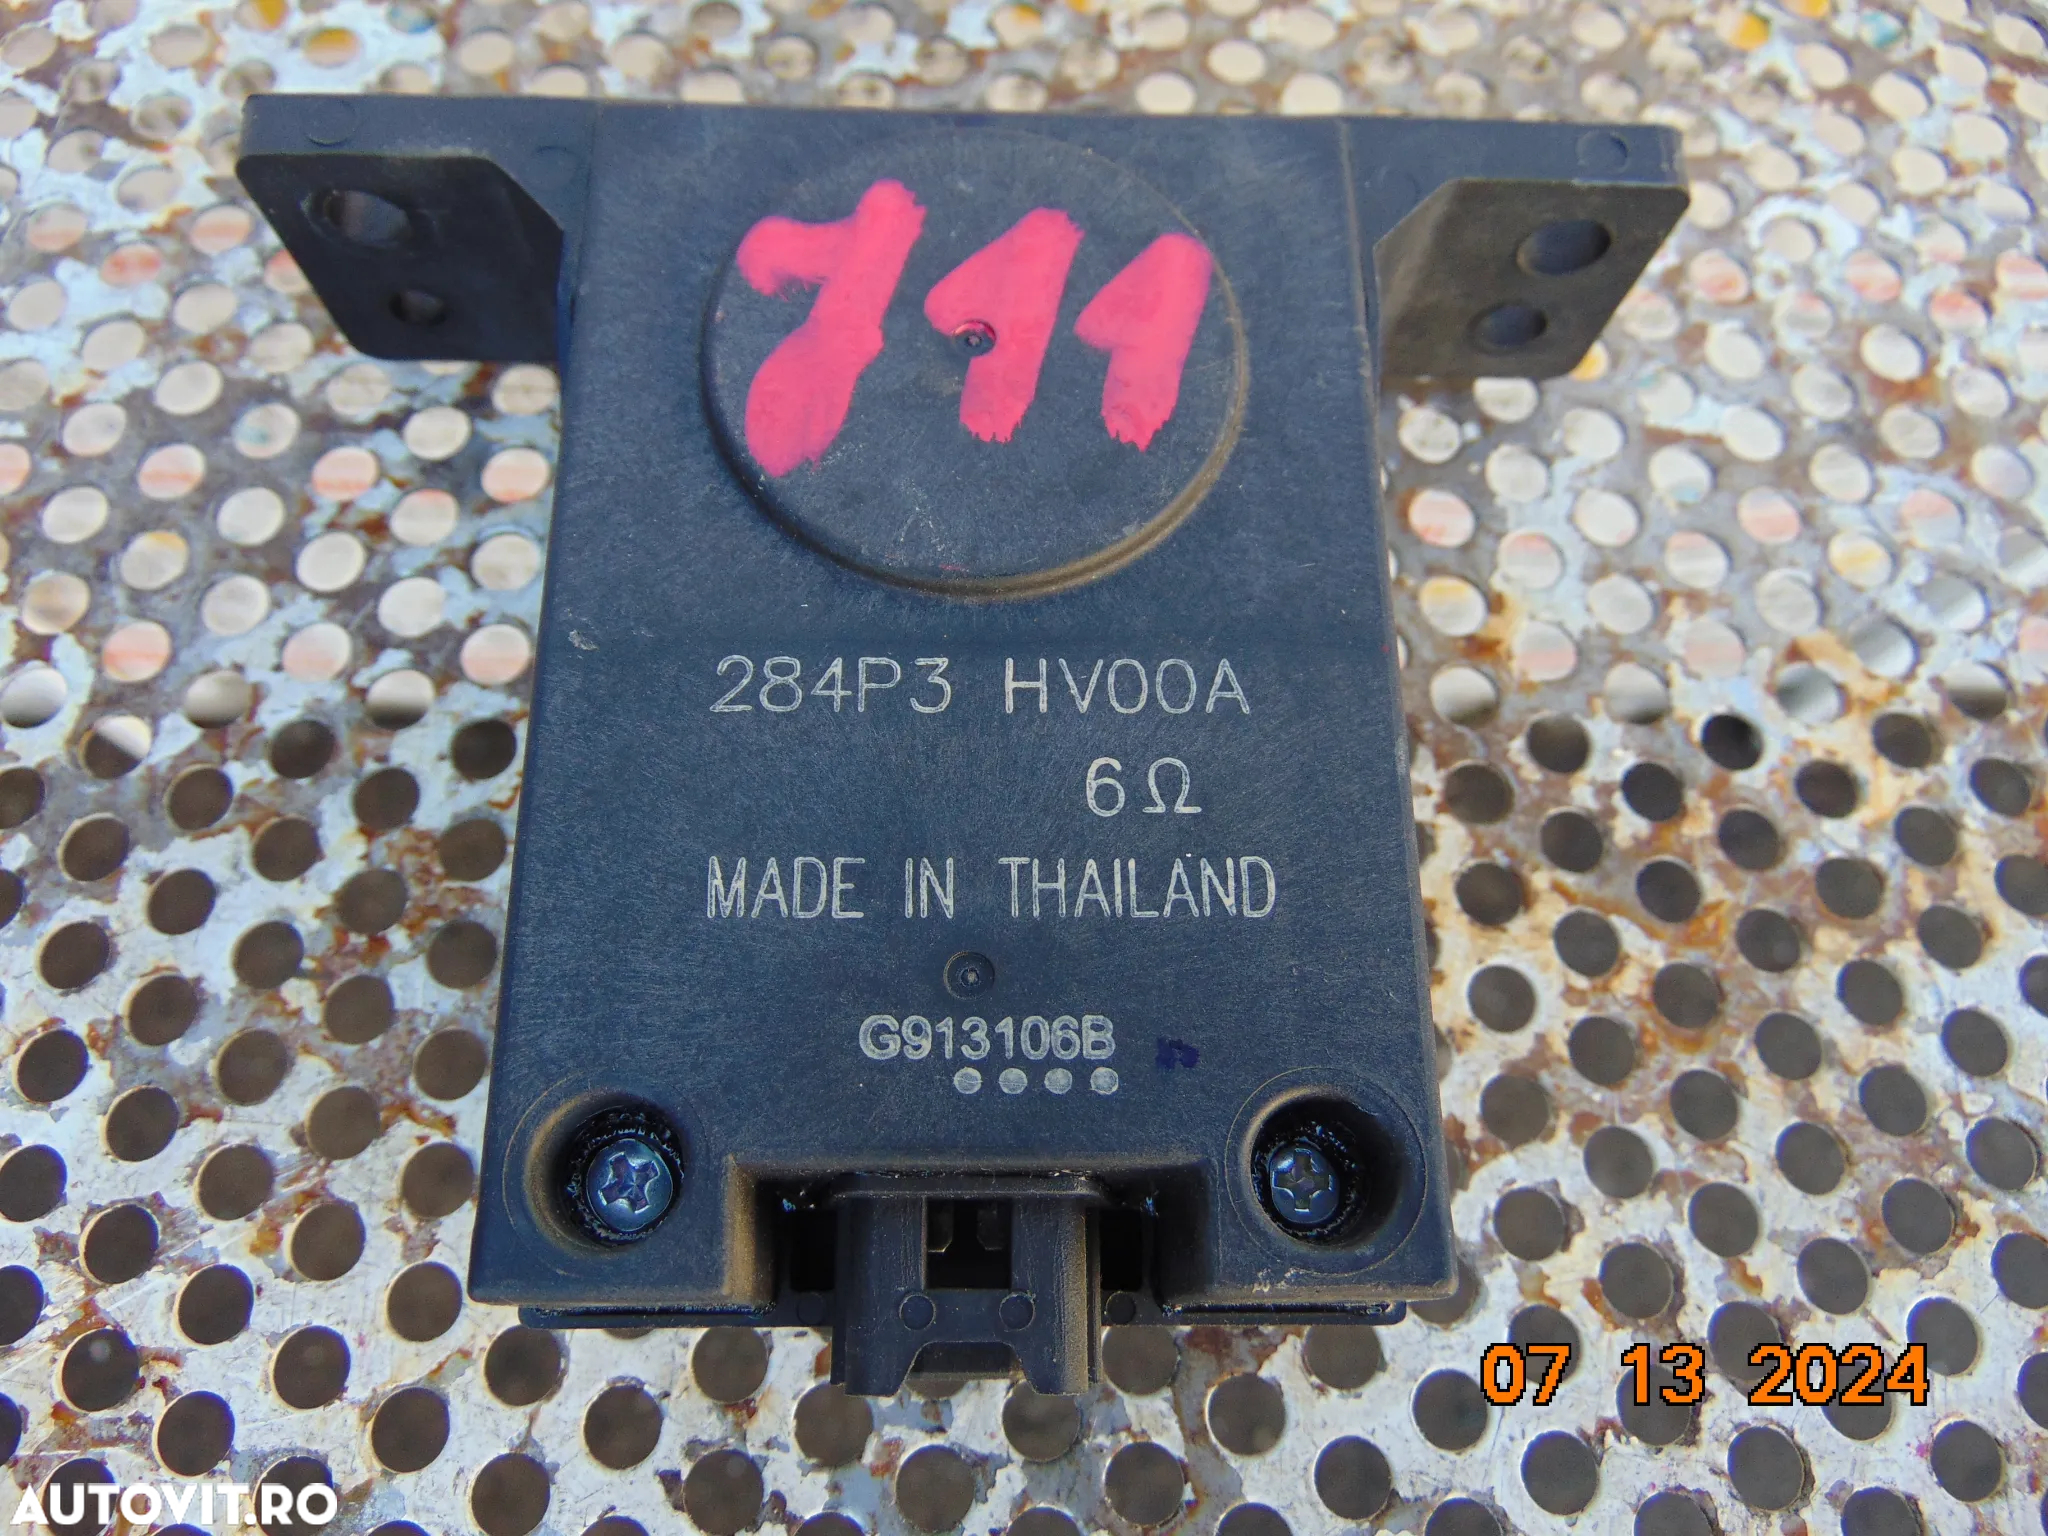 711
284P3 HV00A
6Ω
MADE IN THAILAND
G913106B
07 13 2024
AUTOVIT.RO